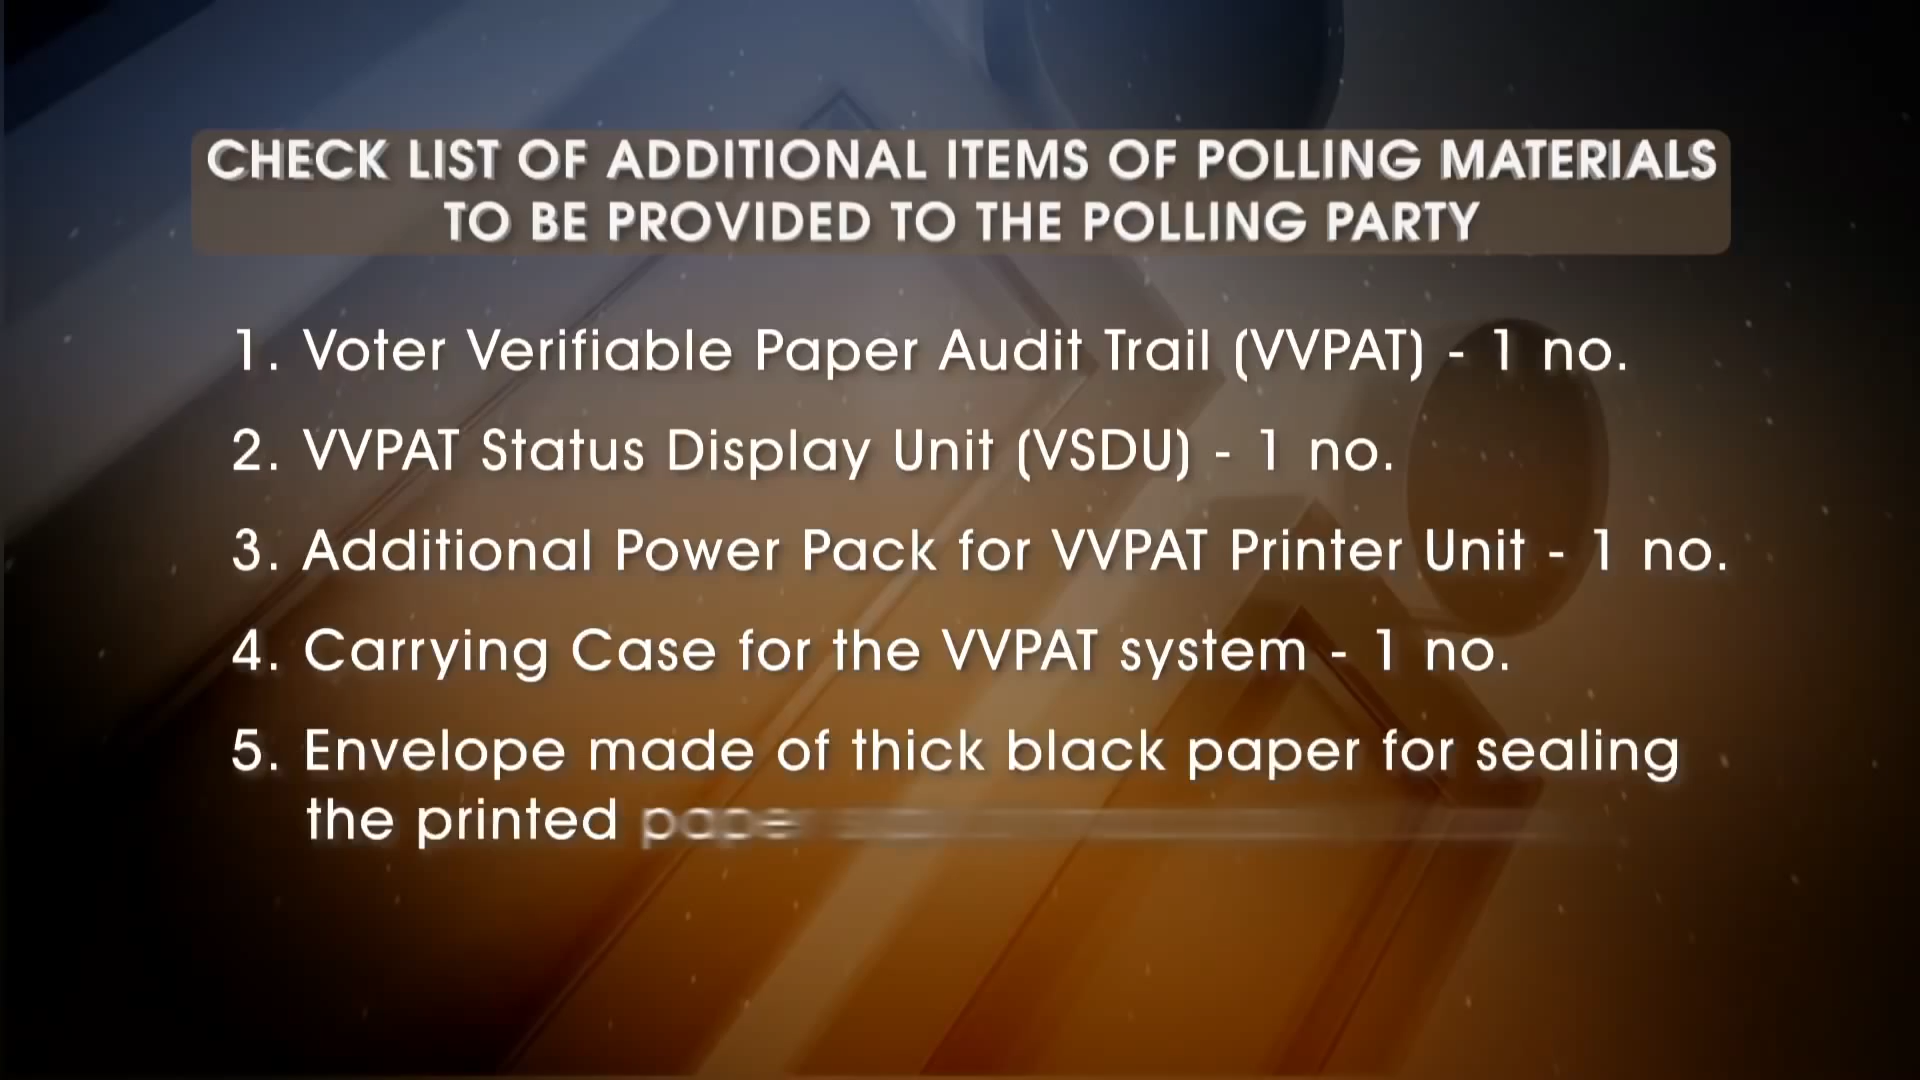 CHECK LIST OF ADDITIONAL ITEMS OF POLLING MATERIALS
TO BE PROVIDED TO THE POLLING PARTY
1. Voter Verifiable Paper Audit Trail (VVPAT) - 1 no.
2. VVPAT Status Display Unit (VSDU) - 1 no.
3. Additional Power Pack for VVPAT Printer Unit - 1 no.
4. Carrying Case for the VVPAT system - 1 no.
5. Envelope made of thick black paper for sealing
the printed paper